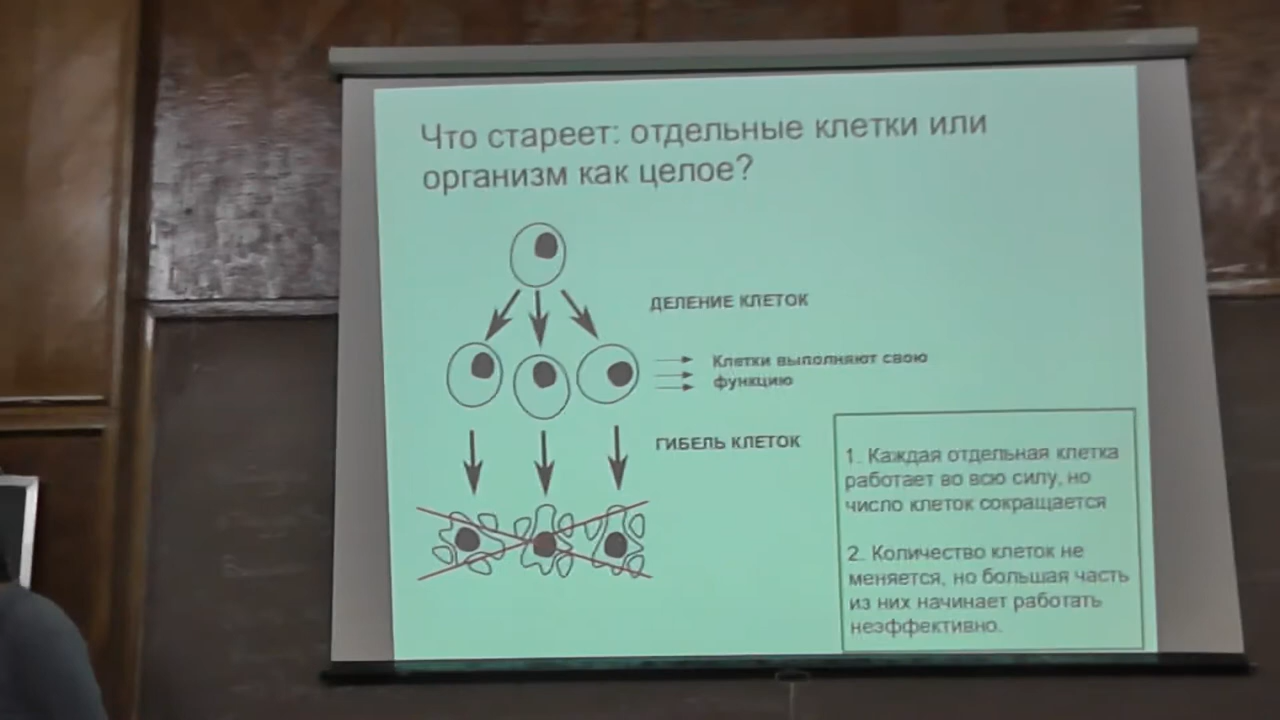 Что стареет: отдельные клетки или
организм как целое?
ДЕЛЕНИЕ КЛЕТОК
Клетки выполняют свою
функцию
ГИБЕЛЬ КЛЕТОК
1. Каждая отдельная клетка
работает во всю силу, но
число клеток сокращается
2. Количество клеток не
меняется, но большая часть
из них начинает работать
неэффективно.